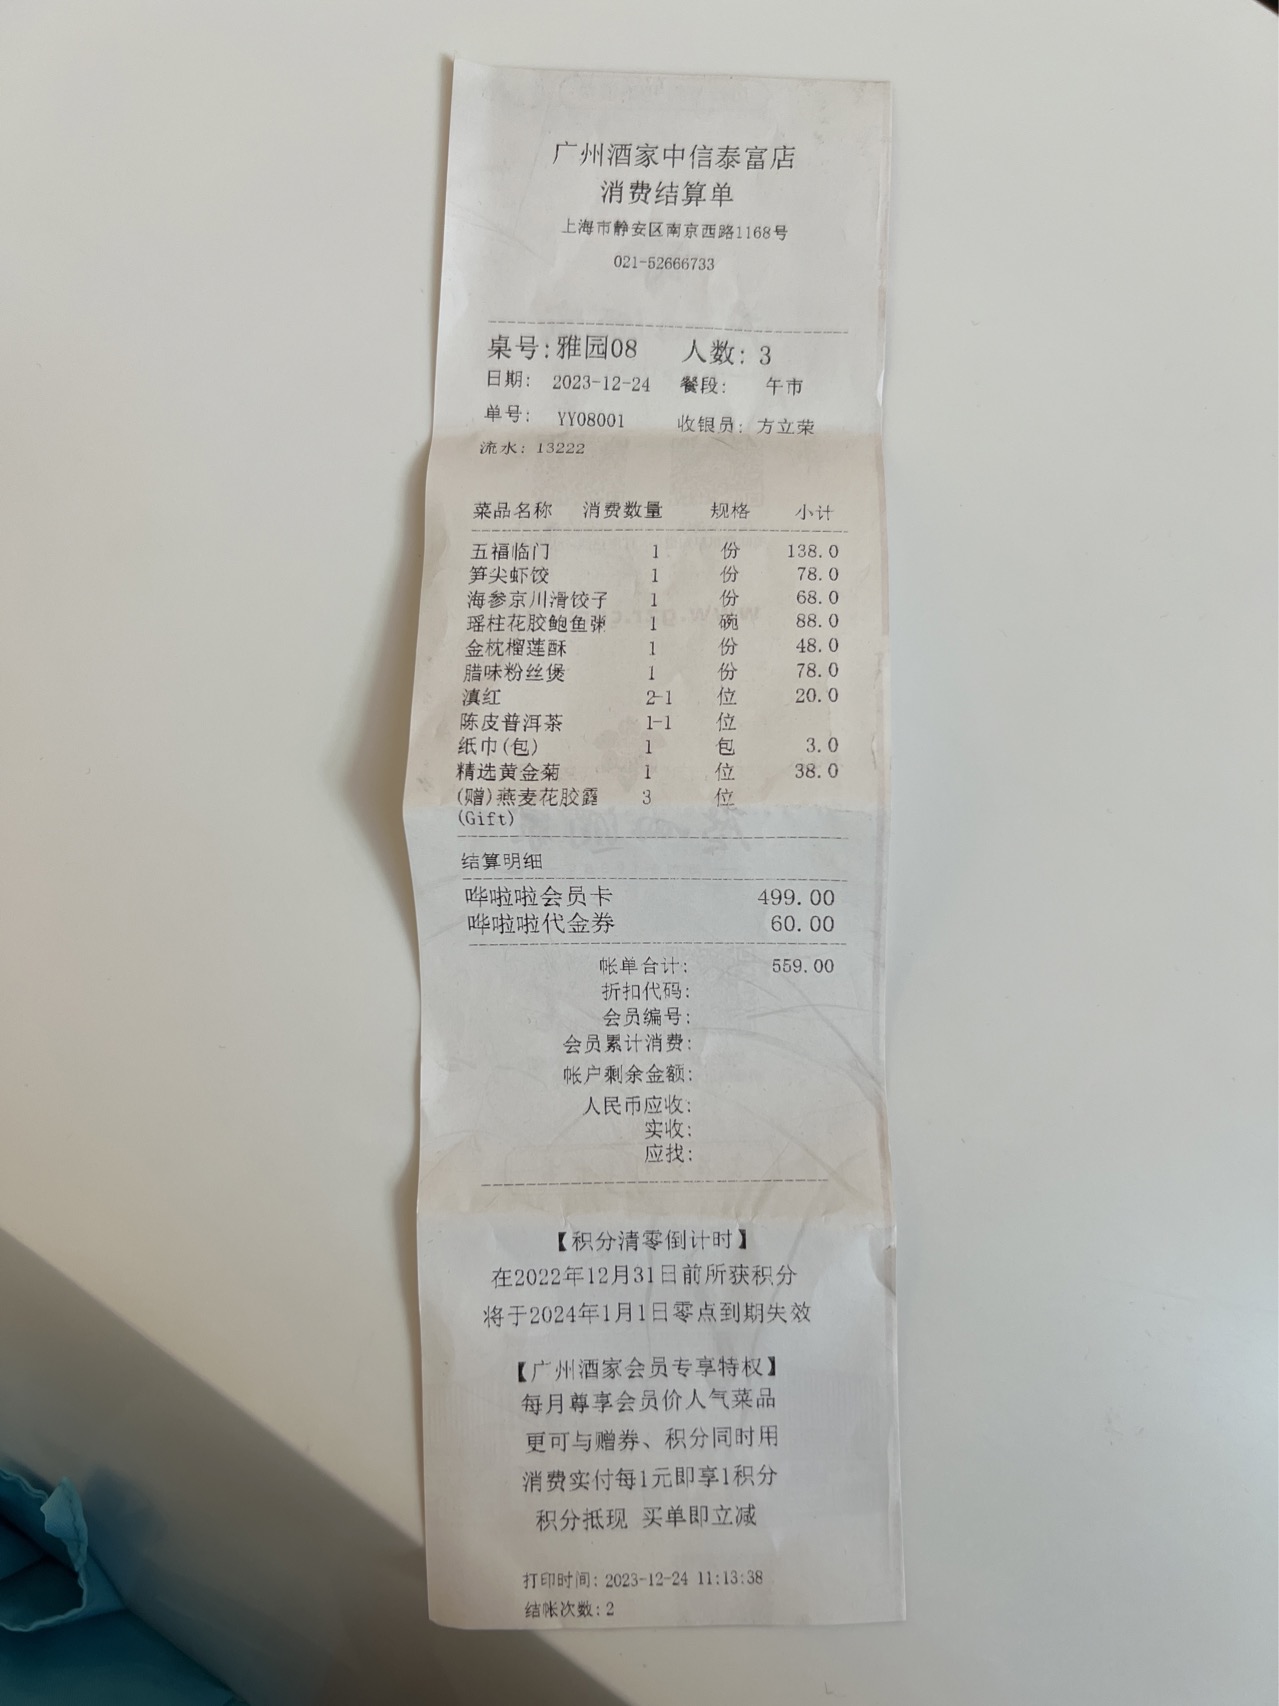 广州酒家中信泰富店
消费结算单
上海市静安区南京西路1168号
021-52666733
桌号:雅园08 人数: 3
日期: 2023-12-24 餐段: 午市
单号: YY08001 收银员: 方立荣
流水: 13222
菜品名称 消费数量 规格 小计
五福临门 1 份 138.0
笋尖虾饺 1 份 78.0
海参京川滑饺子 1 份 68.0
瑶柱花胶鲍鱼粥 1 碗 88.0
金枕榴莲酥 1 份 48.0
腊味粉丝煲 1 份 78.0
滇红 2-1 位 20.0
陈皮普洱茶 1-1 位
纸巾(包) 1 包 3.0
精选黄金菊 1 位 38.0
(赠)燕麦花胶露 3 位
(Gift)
结算明细
哗啦啦会员卡 499.00
哗啦啦代金券 60.00
帐单合计: 559.00
折扣代码:
会员编号:
会员累计消费:
帐户剩余金额:
人民币应收:
实收:
应找:
【积分清零倒计时】
在2022年12月31日前所获积分
将于2024年1月1日零点到期失效
【广州酒家会员专享特权】
每月尊享会员价人气菜品
更可与赠券、积分同时用
消费实付每1元即享1积分
积分抵现 买单即立减
打印时间: 2023-12-24 11:13:38
结帐次数: 2